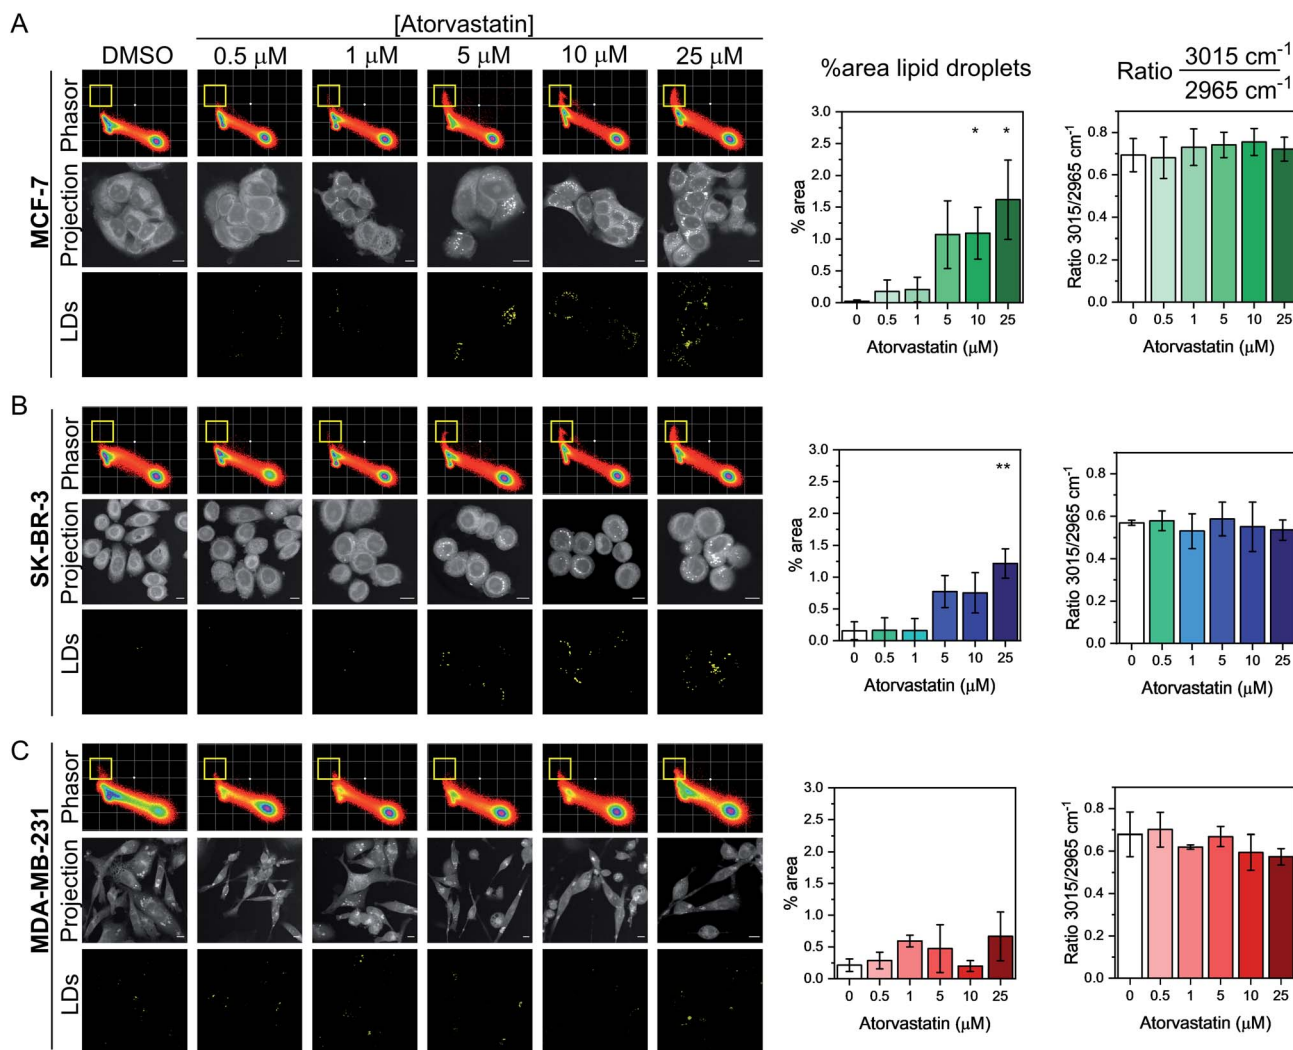 A
[Atorvastatin]
DMSO 0.5 µM 1 µM 5 µM 10 µM 25 µM
MCF-7
Phasor
Projection
LDs
%area lipid droplets
% area
3.0
2.5
2.0
1.5
1.0
0.5
0.0
* *
0 0.5 1 5 10 25
Atorvastatin (µM)
Ratio 3015 cm⁻¹
2965 cm⁻¹
Ratio 3015/2965 cm⁻¹
0.8
0.6
0.4
0.2
0.0
0 0.5 1 5 10 25
Atorvastatin (µM)
B
SK-BR-3
Phasor
Projection
LDs
% area
3.0
2.5
2.0
1.5
1.0
0.5
0.0
**
0 0.5 1 5 10 25
Atorvastatin (µM)
Ratio 3015/2965 cm⁻¹
0.8
0.6
0.4
0.2
0.0
0 0.5 1 5 10 25
Atorvastatin (µM)
C
MDA-MB-231
Phasor
Projection
LDs
% area
3.0
2.5
2.0
1.5
1.0
0.5
0.0
0 0.5 1 5 10 25
Atorvastatin (µM)
Ratio 3015/2965 cm⁻¹
0.8
0.6
0.4
0.2
0.0
0 0.5 1 5 10 25
Atorvastatin (µM)